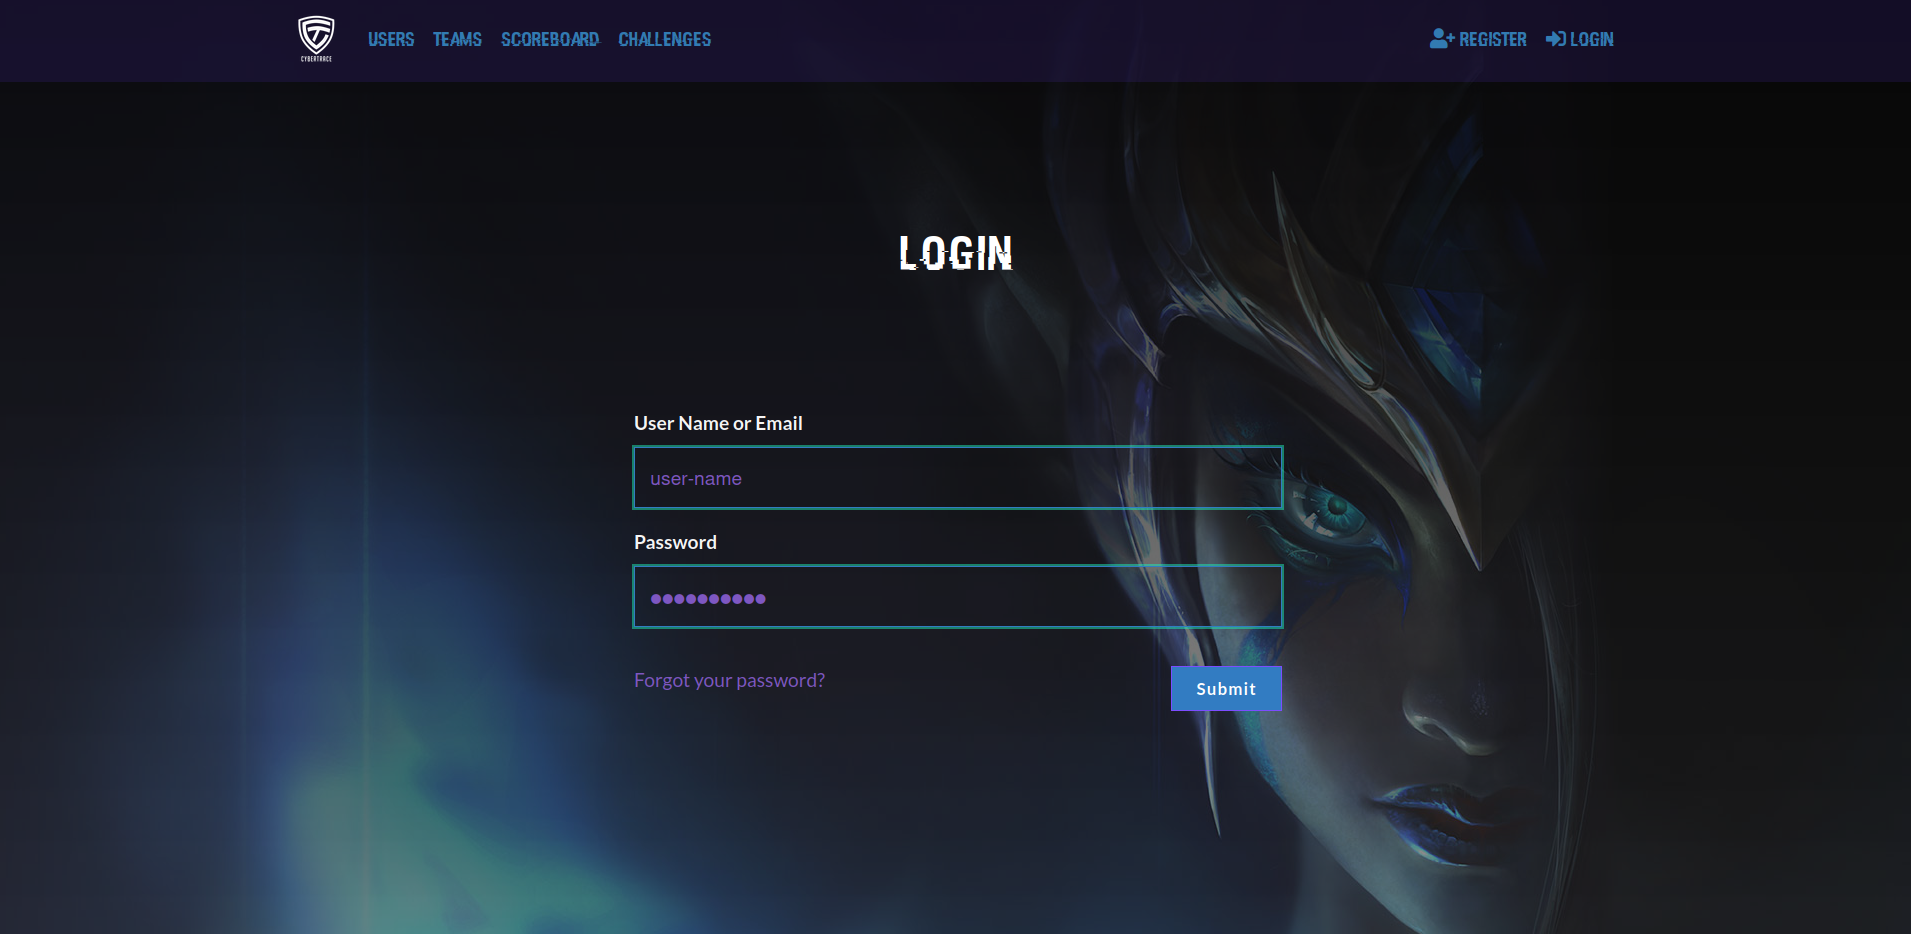 CYBERTRACE
USERS TEAMS SCOREBOARD CHALLENGES
REGISTER LOGIN
LOGIN
User Name or Email
user-name
Password
Forgot your password?
Submit